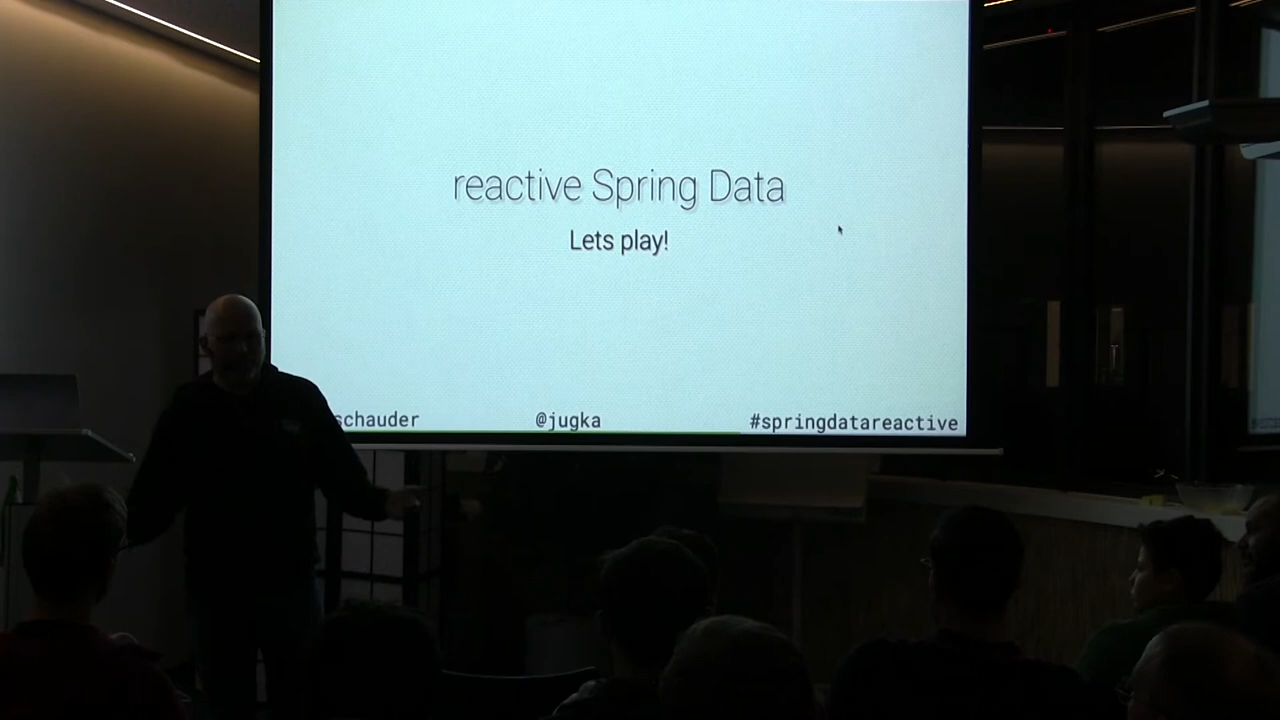 reactive Spring Data
Lets play!
schauder @jugka #springdatareactive